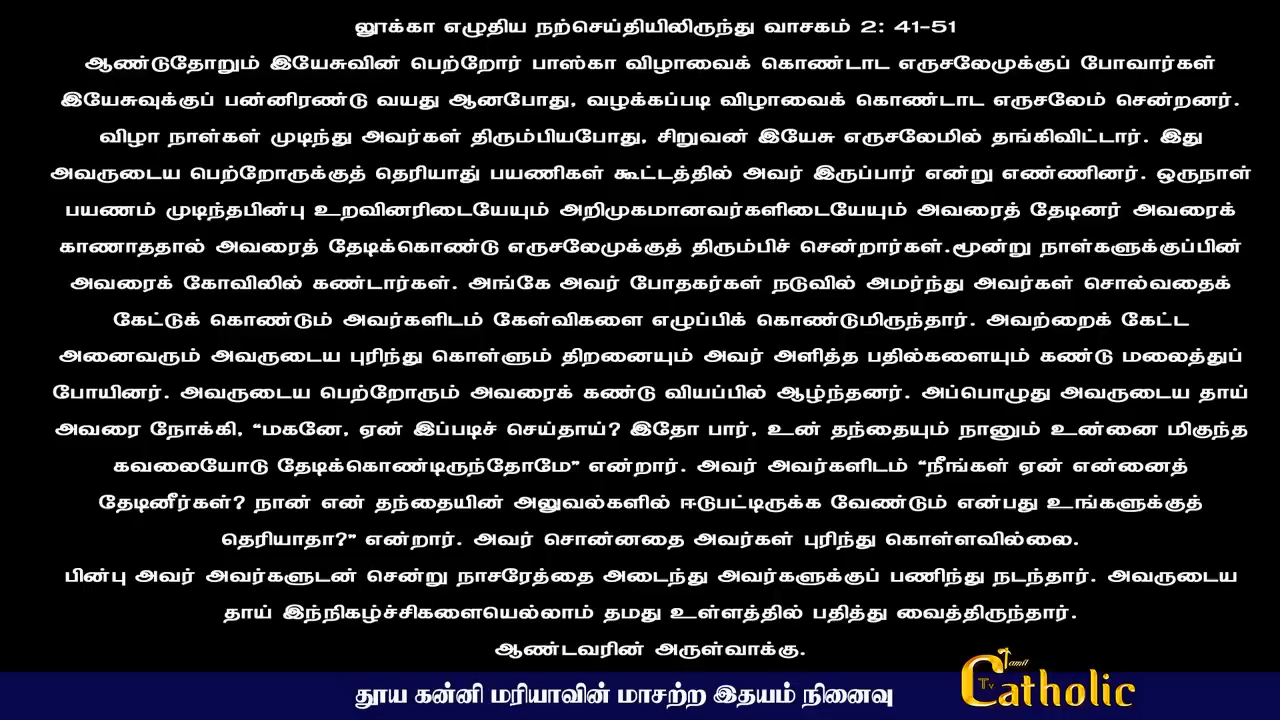 லூக்கா எழுதிய நற்செய்தியிலிருந்து வாசகம் 2: 41-51
ஆண்டுதோறும் இயேசுவின் பெற்றோர் பாஸ்கா விழாவைக் கொண்டாட எருசலேமுக்குப் போவார்கள்
இயேசுவுக்குப் பன்னிரண்டு வயது ஆனபோது, வழக்கப்படி விழாவைக் கொண்டாட எருசலேம் சென்றனர்.
விழா நாள்கள் முடிந்து அவர்கள் திரும்பியபோது, சிறுவன் இயேசு எருசலேமில் தங்கிவிட்டார். இது
அவருடைய பெற்றோருக்குத் தெரியாது பயணிகள் கூட்டத்தில் அவர் இருப்பார் என்று எண்ணினர். ஒருநாள்
பயணம் முடிந்தபின்பு உறவினரிடையேயும் அறிமுகமானவர்களிடையேயும் அவரைத் தேடினர் அவரைக்
காணாததால் அவரைத் தேடிக்கொண்டு எருசலேமுக்குத் திரும்பிச் சென்றார்கள்.மூன்று நாள்களுக்குப்பின்
அவரைக் கோவிலில் கண்டார்கள். அங்கே அவர் போதகர்கள் நடுவில் அமர்ந்து அவர்கள் சொல்வதைக்
கேட்டுக் கொண்டும் அவர்களிடம் கேள்விகளை எழுப்பிக் கொண்டுமிருந்தார். அவற்றைக் கேட்ட
அனைவரும் அவருடைய புரிந்து கொள்ளும் திறனையும் அவர் அளித்த பதில்களையும் கண்டு மலைத்துப்
போயினர். அவருடைய பெற்றோரும் அவரைக் கண்டு வியப்பில் ஆழ்ந்தனர். அப்பொழுது அவருடைய தாய்
அவரை நோக்கி, “மகனே, ஏன் இப்படிச் செய்தாய்? இதோ பார், உன் தந்தையும் நானும் உன்னை மிகுந்த
கவலையோடு தேடிக்கொண்டிருந்தோமே” என்றார். அவர் அவர்களிடம் “நீங்கள் ஏன் என்னைத்
தேடினீர்கள்? நான் என் தந்தையின் அலுவல்களில் ஈடுபட்டிருக்க வேண்டும் என்பது உங்களுக்குத்
தெரியாதா?” என்றார். அவர் சொன்னதை அவர்கள் புரிந்து கொள்ளவில்லை.
பின்பு அவர் அவர்களுடன் சென்று நாசரேத்தை அடைந்து அவர்களுக்குப் பணிந்து நடந்தார். அவருடைய
தாய் இந்நிகழ்ச்சிகளையெல்லாம் தமது உள்ளத்தில் பதித்து வைத்திருந்தார்.
ஆண்டவரின் அருள்வாக்கு.
தூய கன்னி மரியாவின் மாசற்ற இதயம் நினைவு
Tamil Catholic Tv